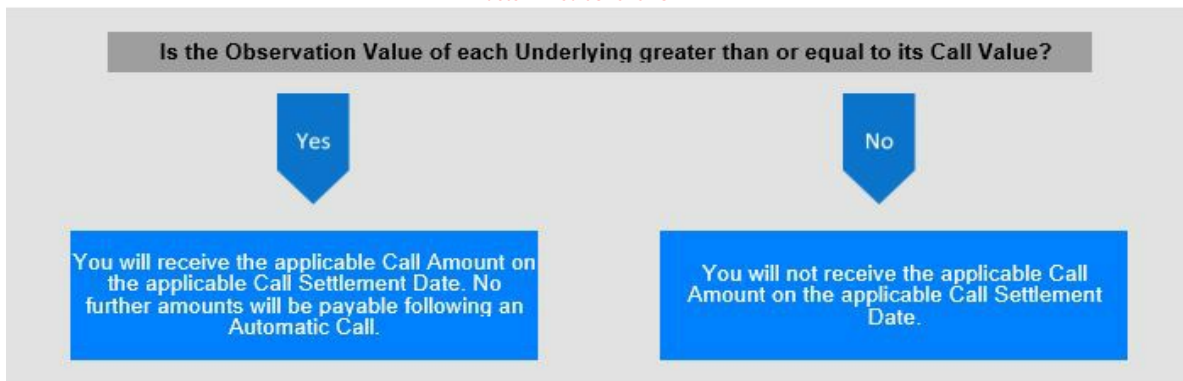 Is the Observation Value of each Underlying greater than or equal to its Call Value?
Yes
No
You will receive the applicable Call Amount on
the applicable Call Settlement Date. No
further amounts will be payable following an
Automatic Call.
You will not receive the applicable Call
Amount on the applicable Call Settlement
Date.